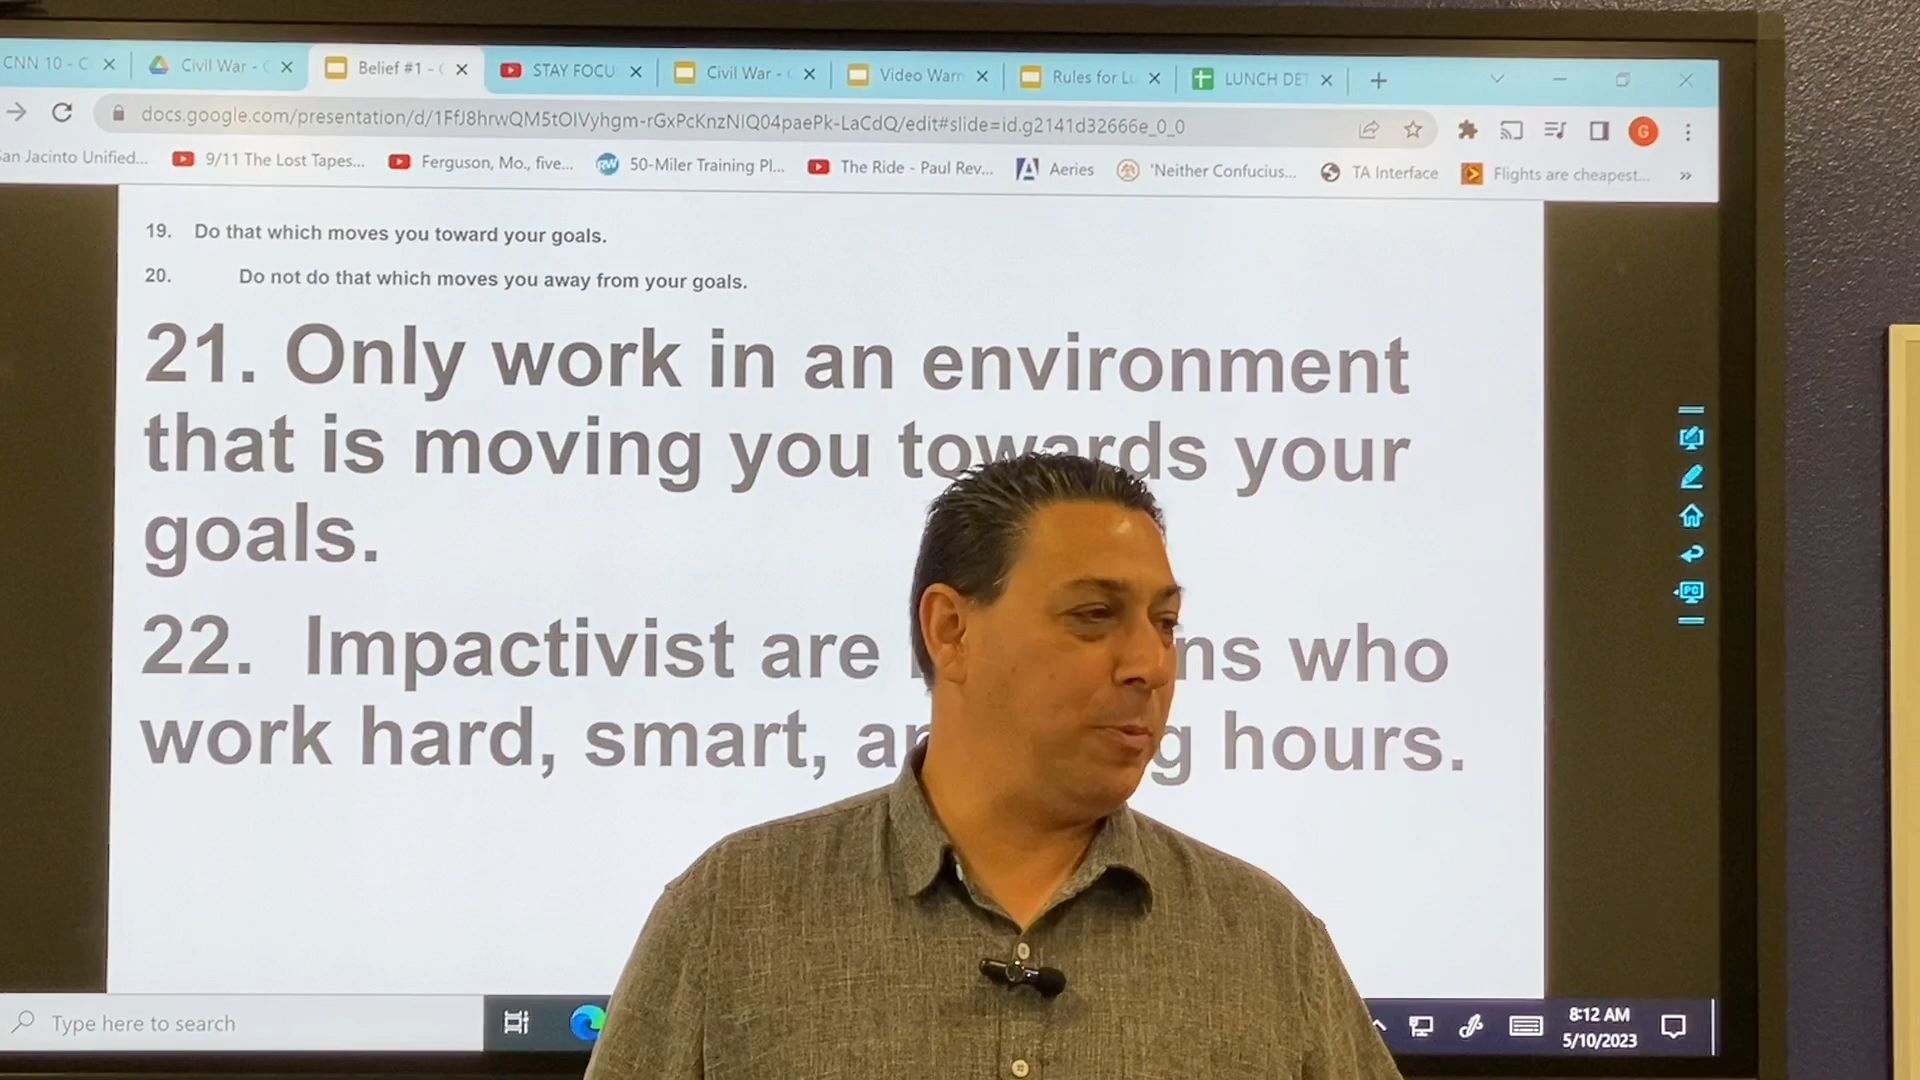 CNN 10 - C
Civil War - (
Belief #1 - (
STAY FOCU
Civil War - (
Video Warn
Rules for Lu
LUNCH DET
docs.google.com/presentation/d/1FfJ8hrwQM5tOIVyhgm-rGxPcKnzNIQ04paePk-LaCdQ/edit#slide=id.g2141d32666e_0_0
G
San Jacinto Unified...
9/11 The Lost Tapes...
Ferguson, Mo., five...
RW
50-Miler Training Pl...
The Ride - Paul Rev...
Aeries
'Neither Confucius...
TA Interface
Flights are cheapest...
19. Do that which moves you toward your goals.
20. Do not do that which moves you away from your goals.
21. Only work in an environment
that is moving you towards your
goals.
22. Impactivist are ns who
work hard, smart, g hours.
PC
Type here to search
8:12 AM
5/10/2023